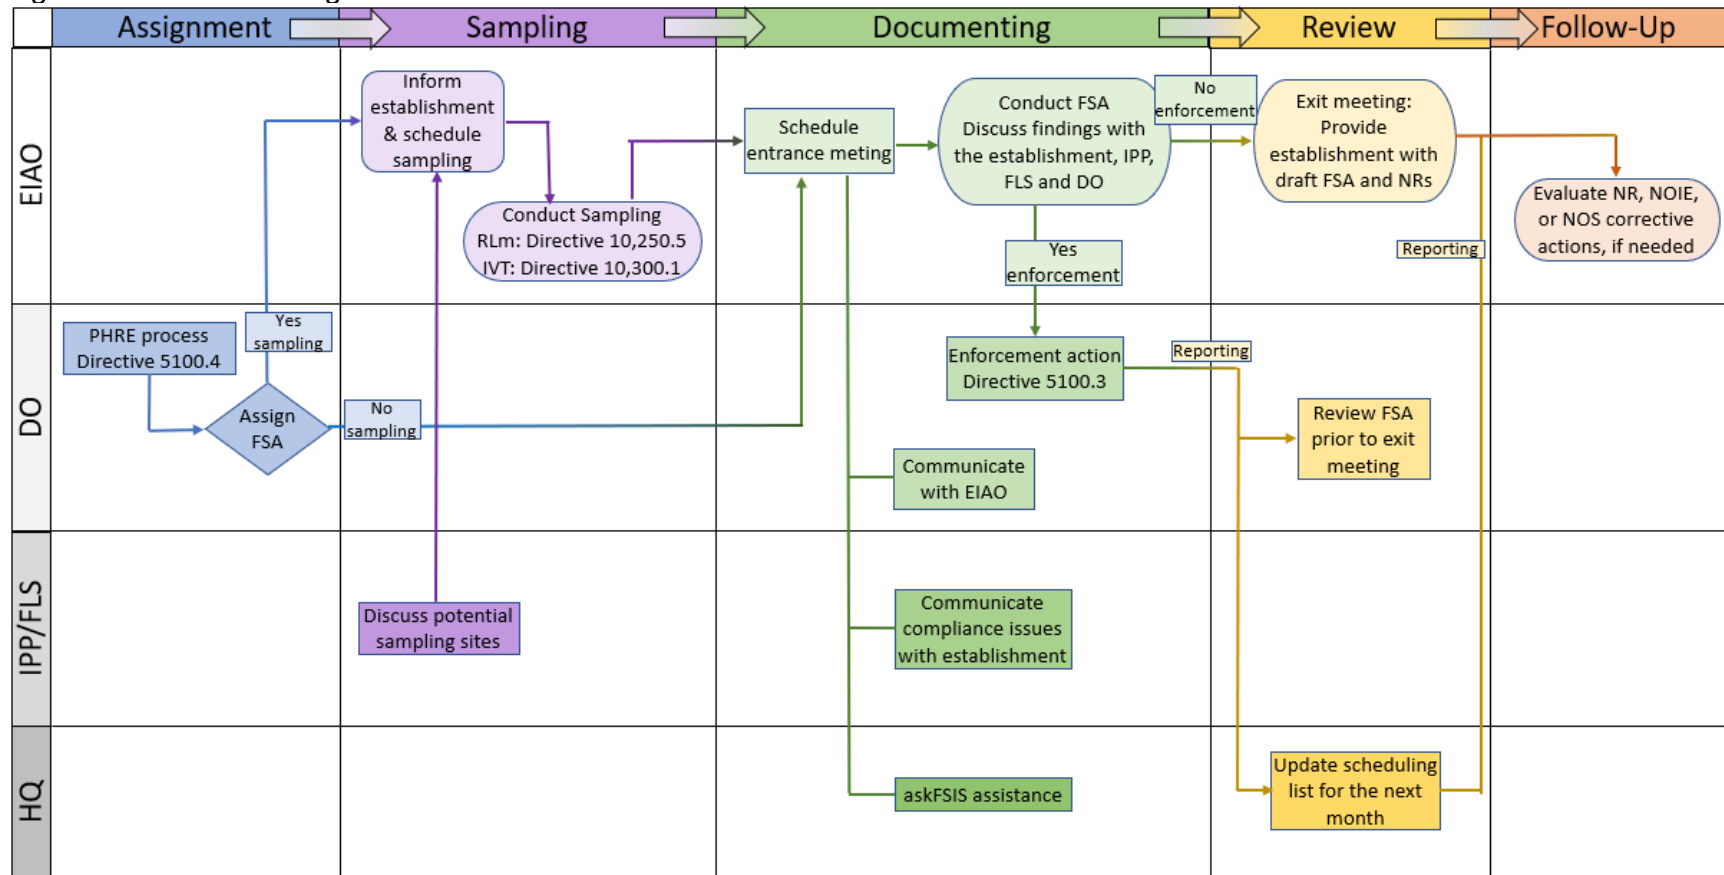 Assignment
Sampling
Documenting
Review
Follow-Up
EIAO
Inform
establishment
& schedule
sampling
Conduct Sampling
RLm: Directive 10,250.5
IVT: Directive 10,300.1
Schedule
entrance meting
Conduct FSA
Discuss findings with
the establishment, IPP,
FLS and DO
No
enforcement
Yes
enforcement
Exit meeting:
Provide
establishment with
draft FSA and NRs
Reporting
Evaluate NR, NOIE,
or NOS corrective
actions, if needed
DO
PHRE process
Directive 5100.4
Yes
sampling
Assign
FSA
No
sampling
Enforcement action
Directive 5100.3
Reporting
Communicate
with EIAO
Review FSA
prior to exit
meeting
IPP/FLS
Discuss potential
sampling sites
Communicate
compliance issues
with establishment
HQ
askFSIS assistance
Update scheduling
list for the next
month